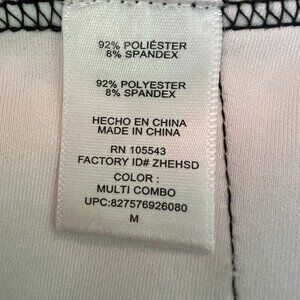 92% POLIÉSTER
8% SPANDEX
92% POLYESTER
8% SPANDEX
HECHO EN CHINA
MADE IN CHINA
RN 105543
FACTORY ID# ZHEHSD
COLOR :
MULTI COMBO
UPC:827576926080
M